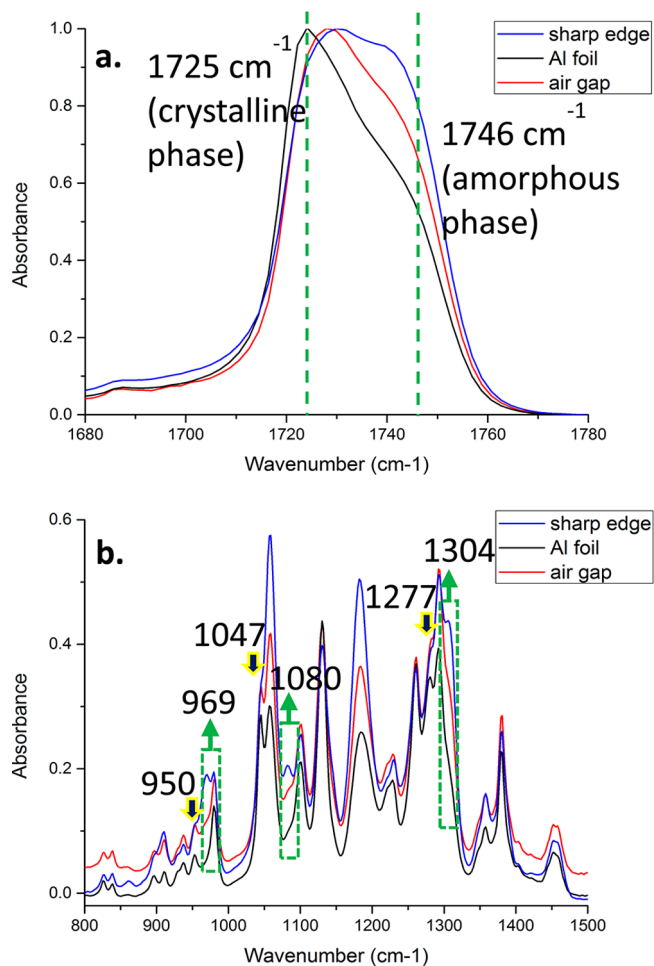 a.
1725 cm-1
(crystalline
phase)
1746 cm-1
(amorphous
phase)
sharp edge
Al foil
air gap
Absorbance
1.0
0.8
0.6
0.4
0.2
0.0
1680 1700 1720 1740 1760 1780
Wavenumber (cm-1)
b.
sharp edge
Al foil
air gap
1304
1277
1047
1080
969
950
Absorbance
0.6
0.4
0.2
0.0
800 900 1000 1100 1200 1300 1400 1500
Wavenumber (cm-1)